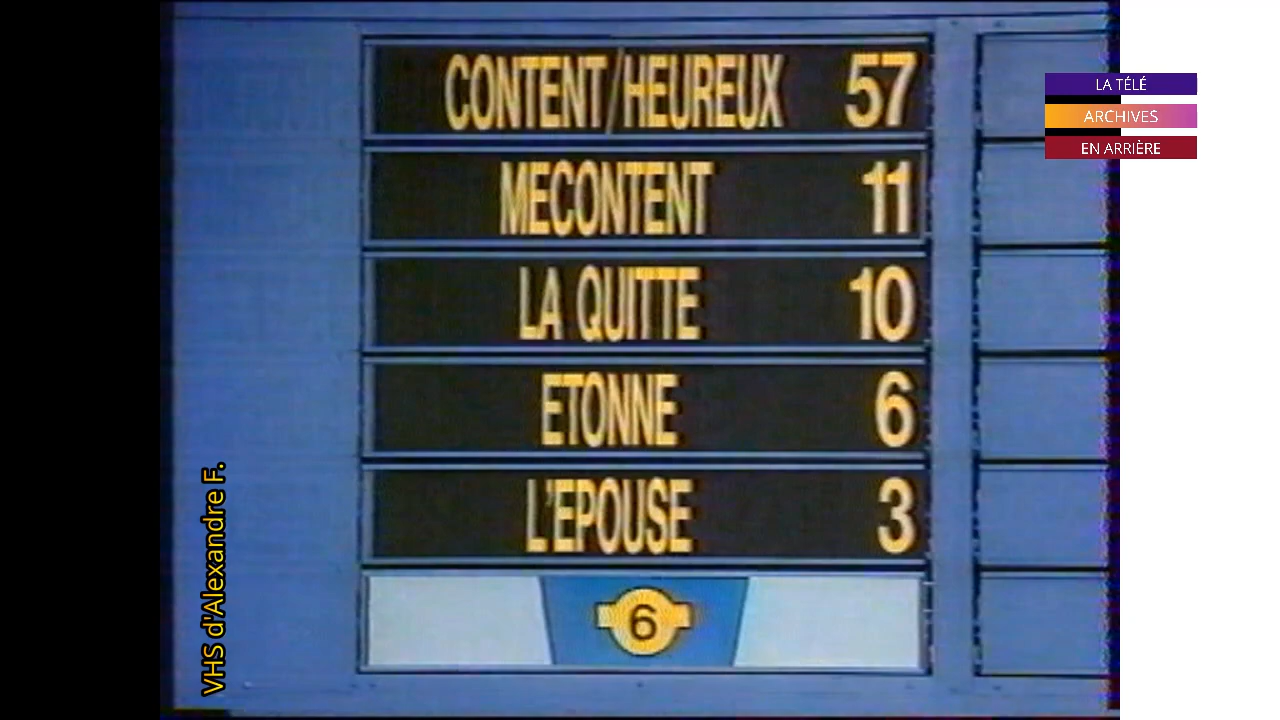 CONTENT/HEUREUX 57
MECONTENT 11
LA QUITTE 10
ETONNE 6
L'EPOUSE 3
6
LA TÉLÉ
ARCHIVES
EN ARRIÈRE
VHS d'Alexandre F.